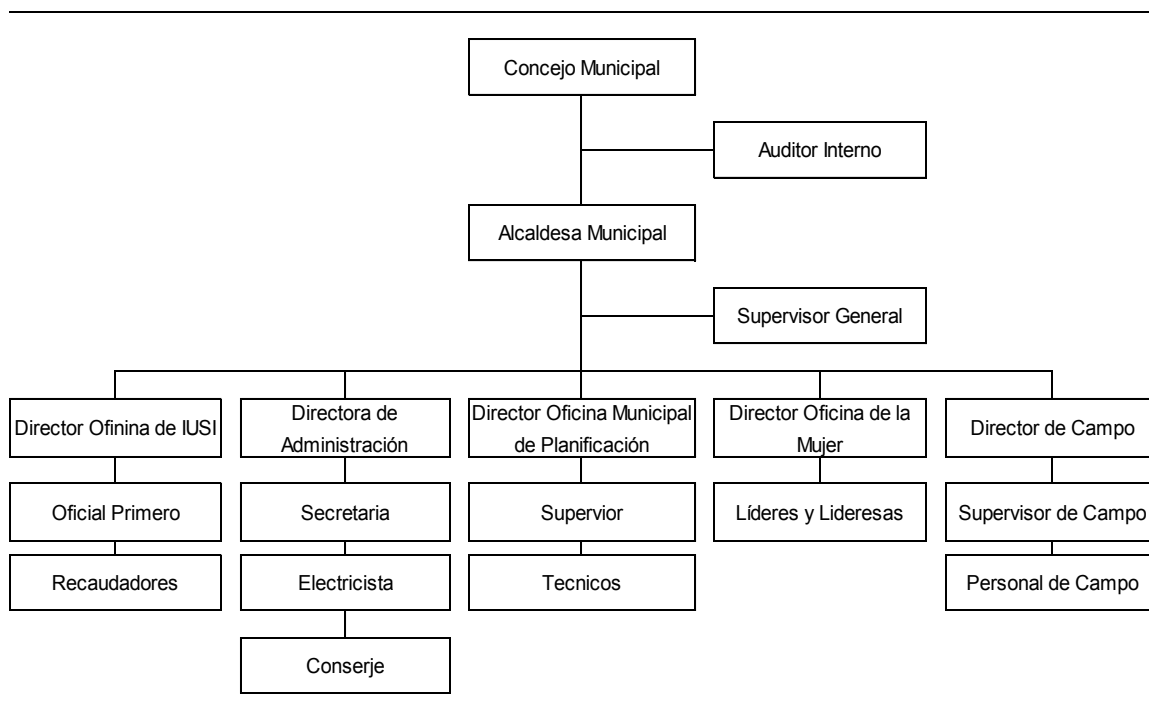 Concejo Municipal
Auditor Interno
Alcaldesa Municipal
Supervisor General
Director Ofinina de IUSI
Directora de
Administración
Director Oficina Municipal
de Planificación
Director Oficina de la
Mujer
Director de Campo
Oficial Primero
Secretaria
Supervior
Líderes y Lideresas
Supervisor de Campo
Recaudadores
Electricista
Tecnicos
Personal de Campo
Conserje